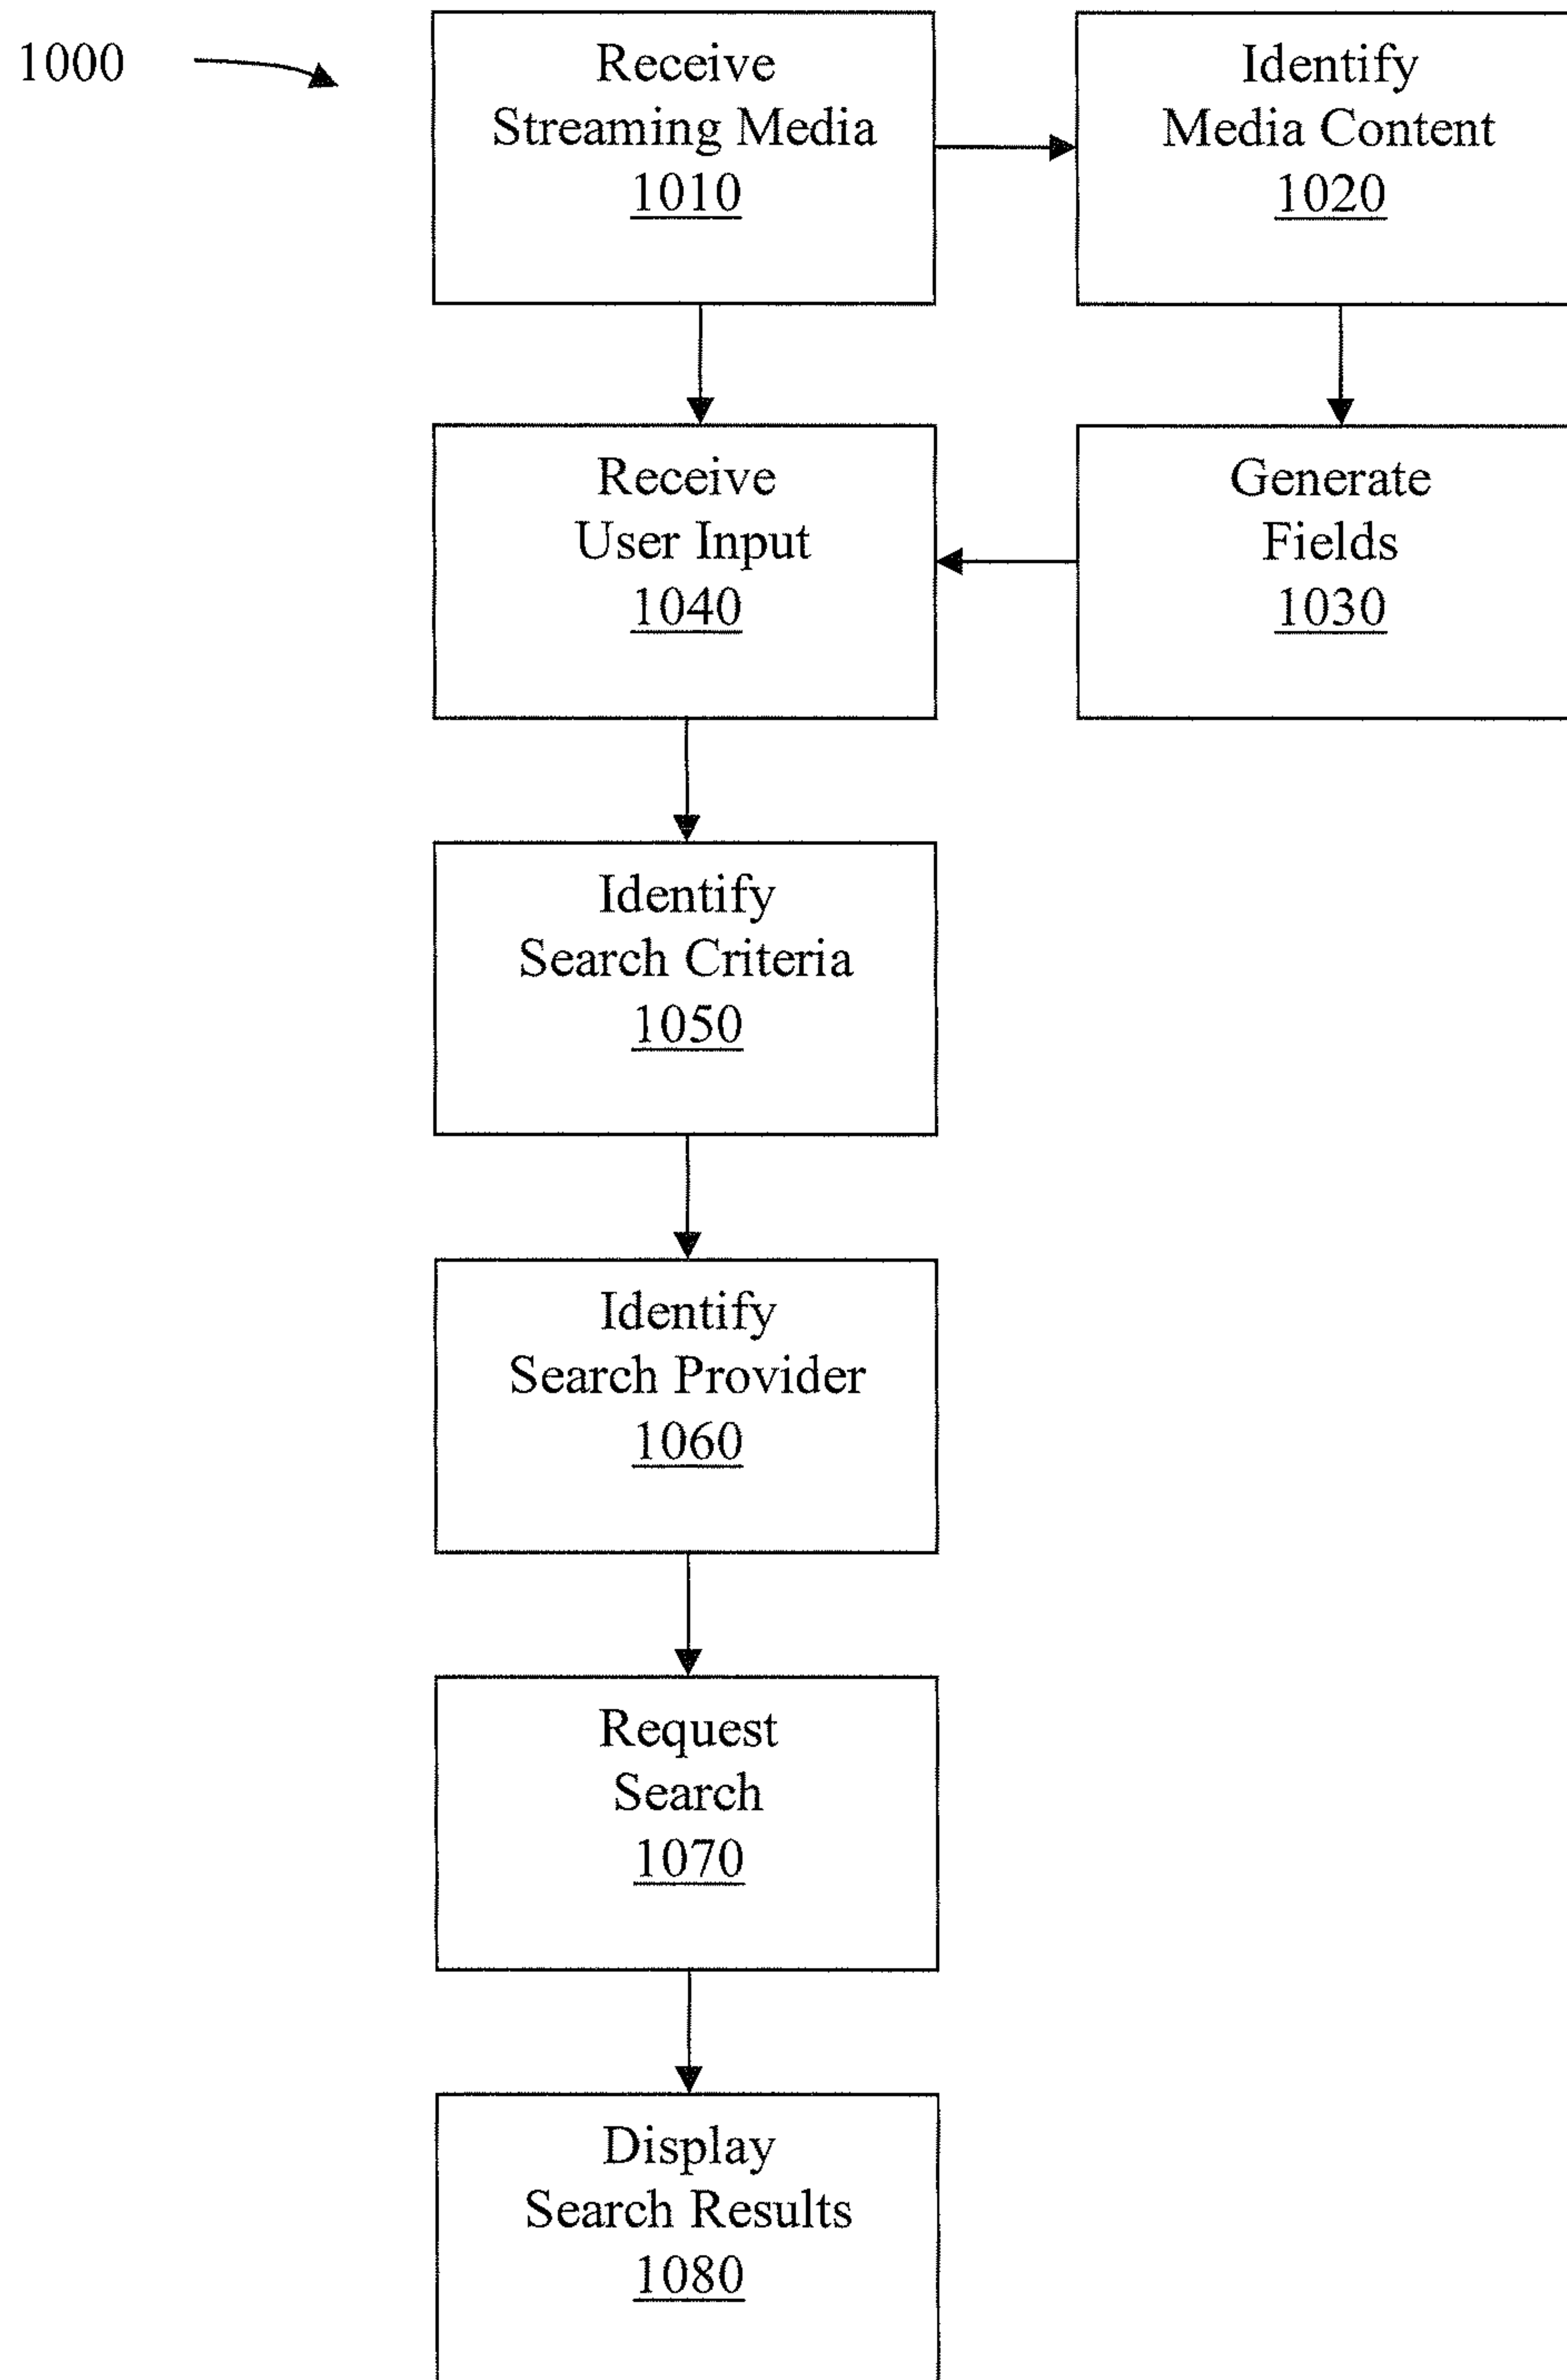 1000
Receive
Streaming Media
1010
Identify
Media Content
1020
Receive
User Input
1040
Generate
Fields
1030
Identify
Search Criteria
1050
Identify
Search Provider
1060
Request
Search
1070
Display
Search Results
1080